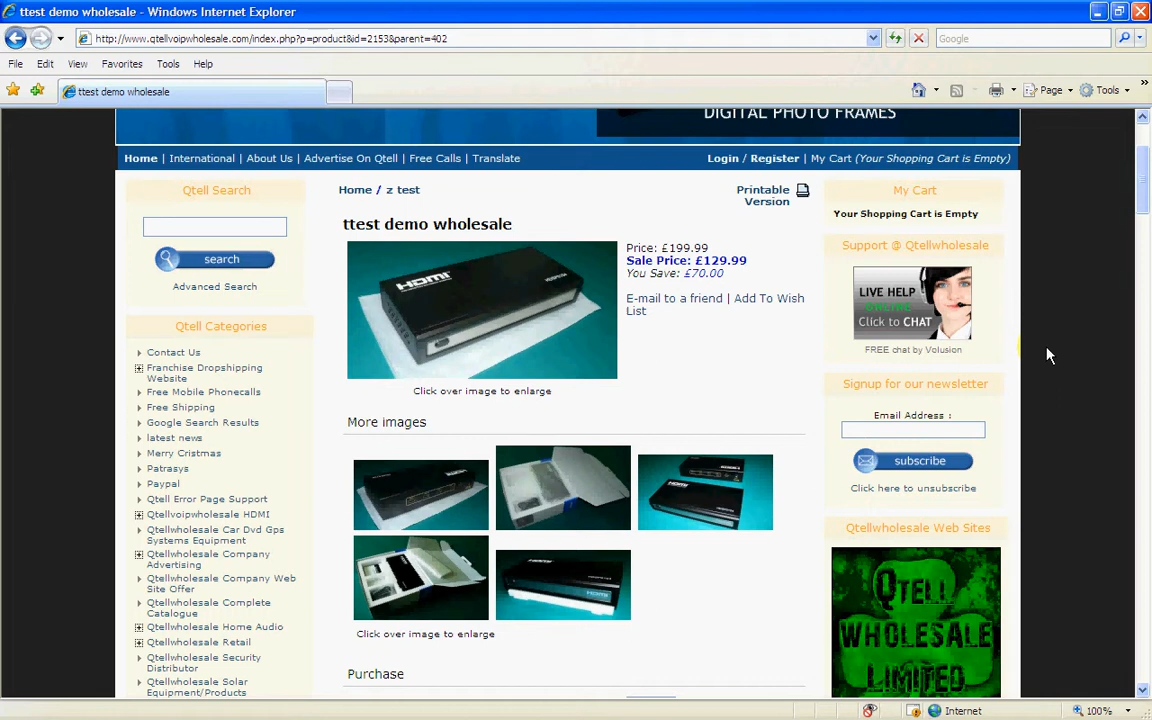 ttest demo wholesale - Windows Internet Explorer
http://www.qtellvoipwholesale.com/index.php?p=product&id=2153&parent=402
Google
File Edit View Favorites Tools Help
ttest demo wholesale
Page Tools
DIGITAL PHOTO FRAMES
Home | International | About Us | Advertise On Qtell | Free Calls | Translate
Login / Register | My Cart (Your Shopping Cart is Empty)
Qtell Search
search
Advanced Search
Qtell Categories
Contact Us
Franchise Dropshipping
Website
Free Mobile Phonecalls
Free Shipping
Google Search Results
latest news
Merry Cristmas
Patrasys
Paypal
Qtell Error Page Support
Qtellvoipwholesale HDMI
Qtellwholesale Car Dvd Gps
Systems Equipment
Qtellwholesale Company
Advertising
Qtellwholesale Company Web
Site Offer
Qtellwholesale Complete
Catalogue
Qtellwholesale Home Audio
Qtellwholesale Retail
Qtellwholesale Security
Distributor
Qtellwholesale Solar
Equipment/Products
Home / z test
Printable
Version
ttest demo wholesale
HDMI
Price: £199.99
Sale Price: £129.99
You Save: £70.00
E-mail to a friend | Add To Wish
List
Click over image to enlarge
More images
HDMI
HDMI
Click over image to enlarge
Purchase
My Cart
Your Shopping Cart is Empty
Support @ Qtellwholesale
LIVE HELP
ONLINE
Click to CHAT
FREE chat by Volusion
Signup for our newsletter
Email Address :
subscribe
Click here to unsubscribe
Qtellwholesale Web Sites
QTELL
WHOLESALE
LIMITED
Internet
100%